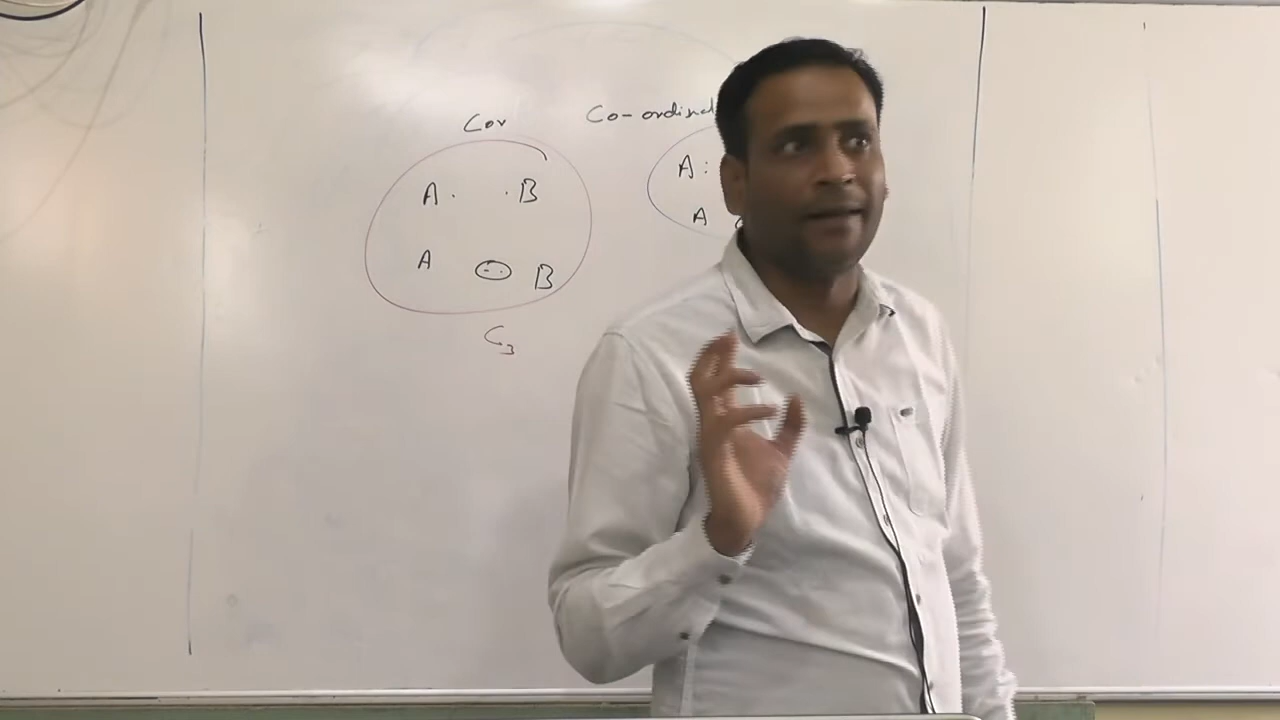 Cov
A . . B
A .. B
C3
Co-ordinat
A :
A